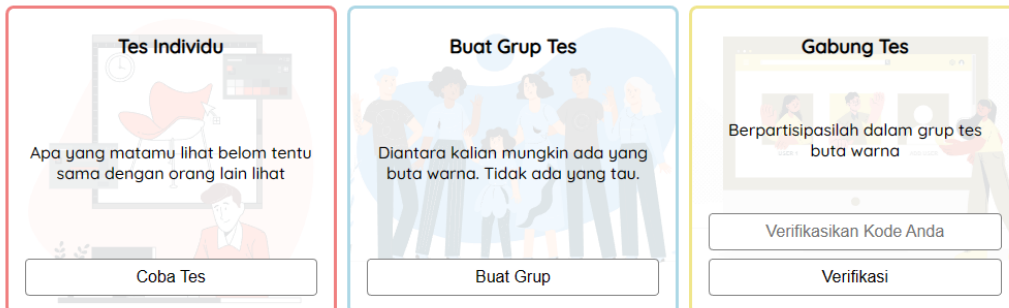 Tes Individu
Apa yang matamu lihat belom tentu
sama dengan orang lain lihat
Coba Tes
Buat Grup Tes
Diantara kalian mungkin ada yang
buta warna. Tidak ada yang tau.
Buat Grup
Gabung Tes
Berpartisipasilah dalam grup tes
buta warna
Verifikasikan Kode Anda
Verifikasi